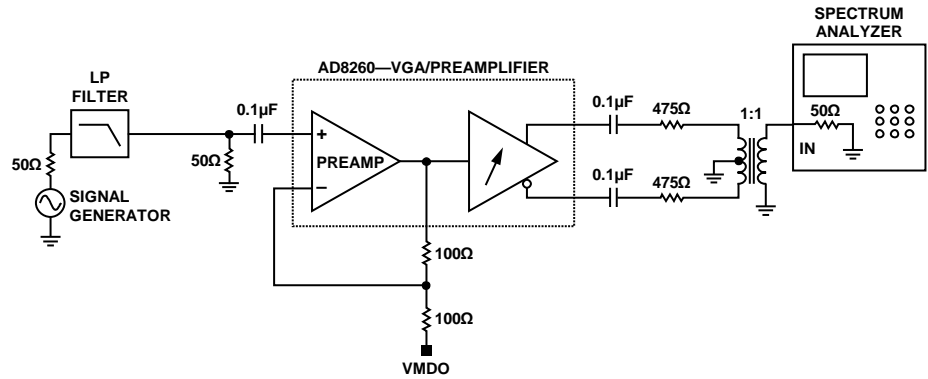 SPECTRUM
ANALYZER
AD8260—VGA/PREAMPLIFIER
LP
FILTER
0.1µF
0.1µF
475Ω
1:1
50Ω
+
PREAMP
–
IN
50Ω
50Ω
0.1µF
475Ω
SIGNAL
GENERATOR
100Ω
100Ω
VMDO